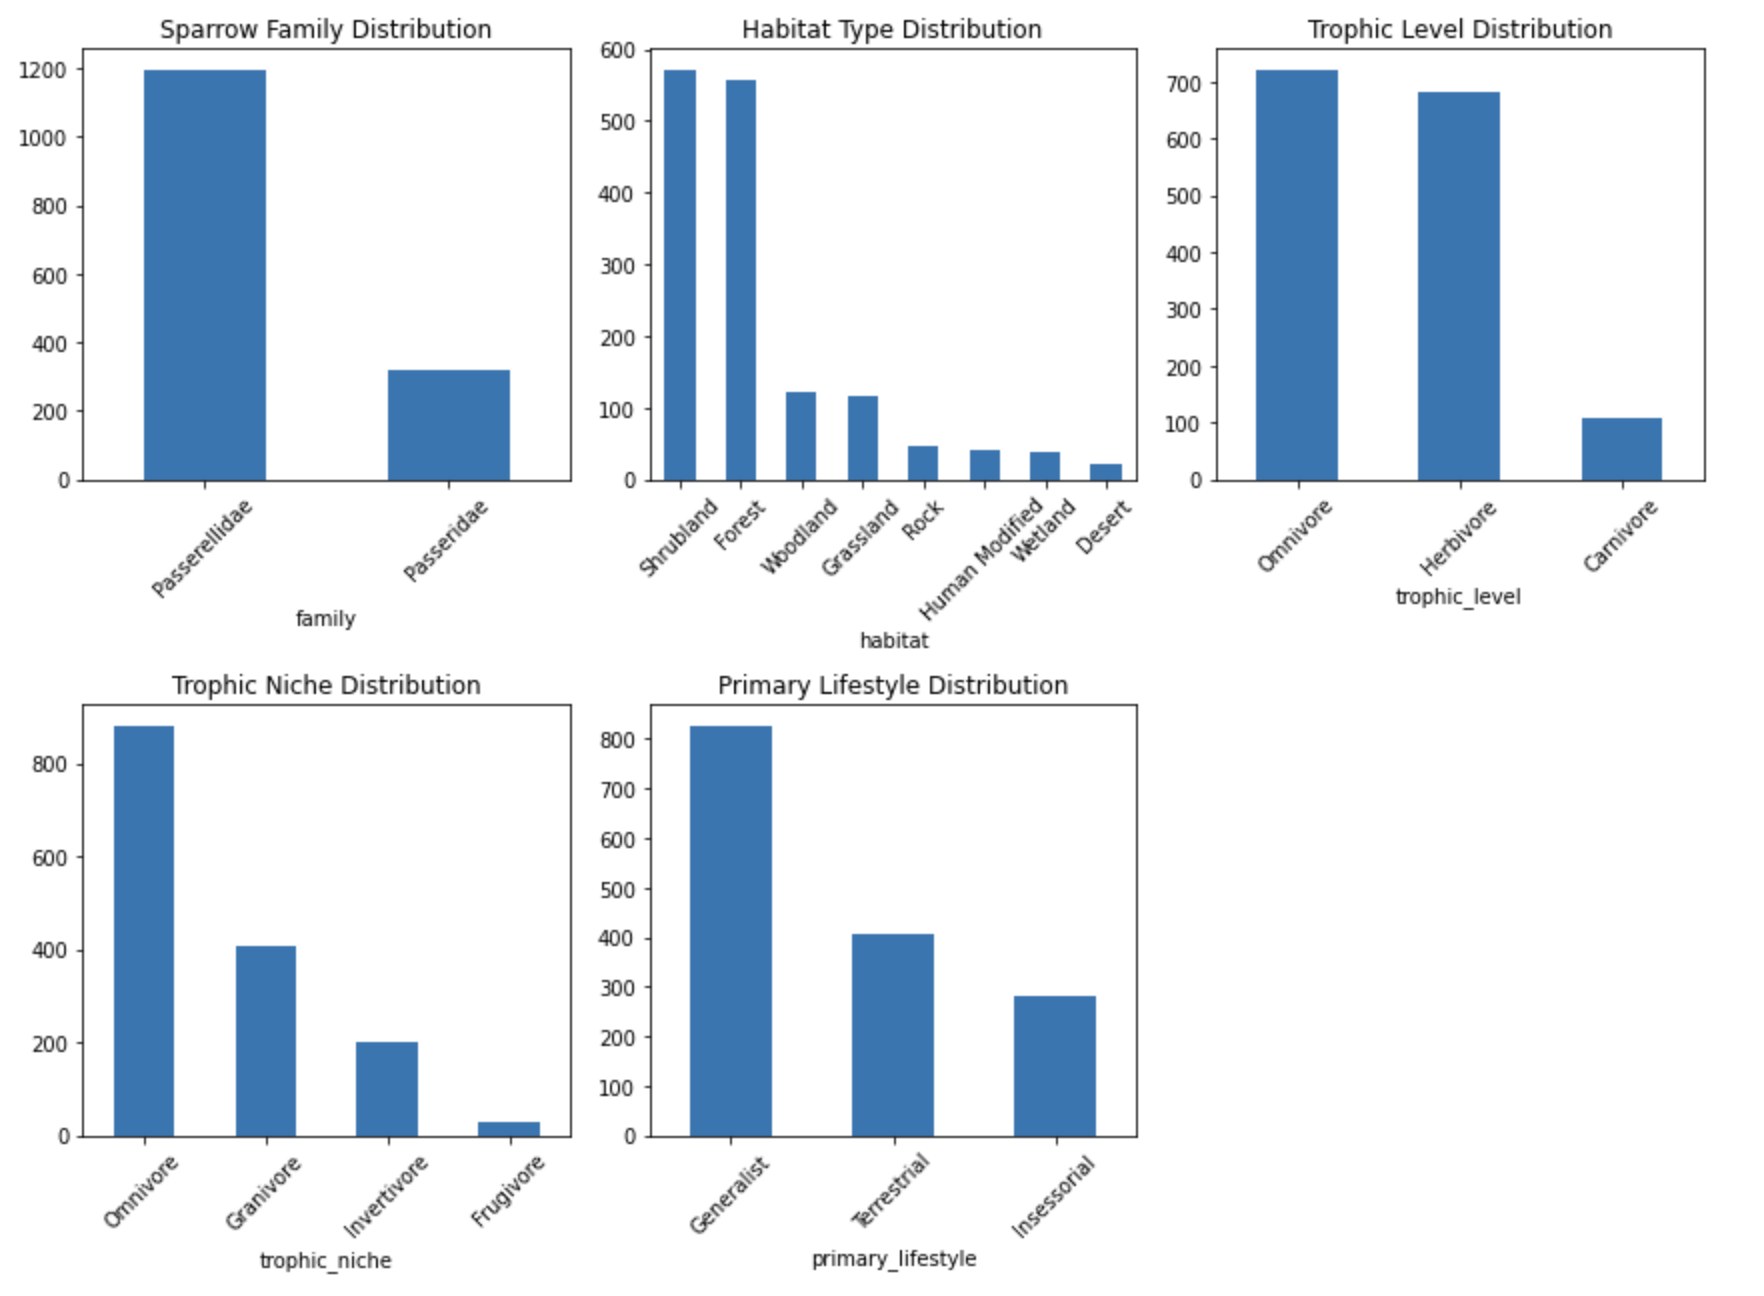 Sparrow Family Distribution
1200
1000
800
600
400
200
0
Passerellidae
Passeridae
family
Habitat Type Distribution
600
500
400
300
200
100
0
Shrubland
Forest
Woodland
Grassland
Rock
Human Modified
Wetland
Desert
habitat
Trophic Level Distribution
700
600
500
400
300
200
100
0
Omnivore
Herbivore
Carnivore
trophic_level
Trophic Niche Distribution
800
600
400
200
0
Omnivore
Granivore
Invertivore
Frugivore
trophic_niche
Primary Lifestyle Distribution
800
700
600
500
400
300
200
100
0
Generalist
Terrestrial
Insessorial
primary_lifestyle